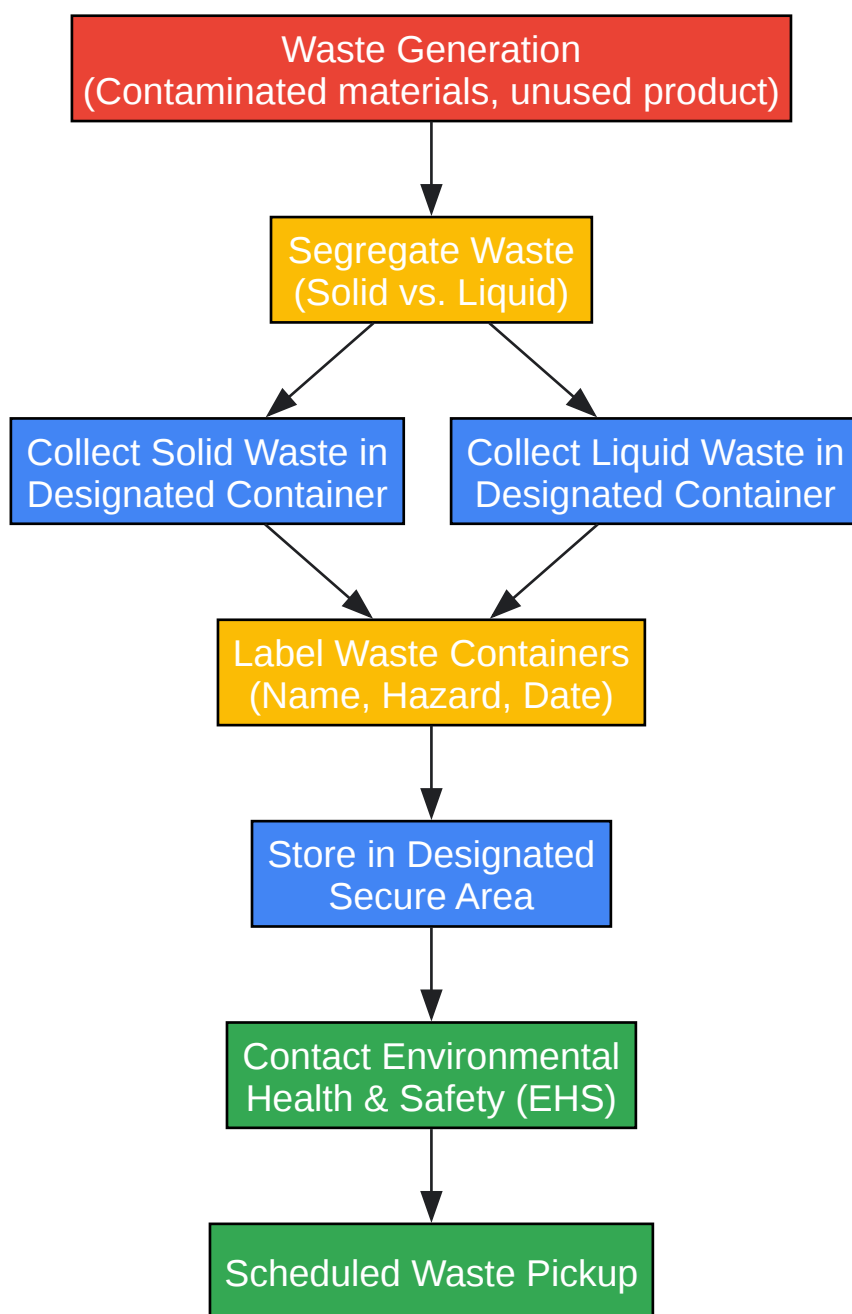 Waste Generation
(Contaminated materials, unused product)
Segregate Waste
(Solid vs. Liquid)
Collect Solid Waste in
Designated Container
Collect Liquid Waste in
Designated Container
Label Waste Containers
(Name, Hazard, Date)
Store in Designated
Secure Area
Contact Environmental
Health & Safety (EHS)
Scheduled Waste Pickup